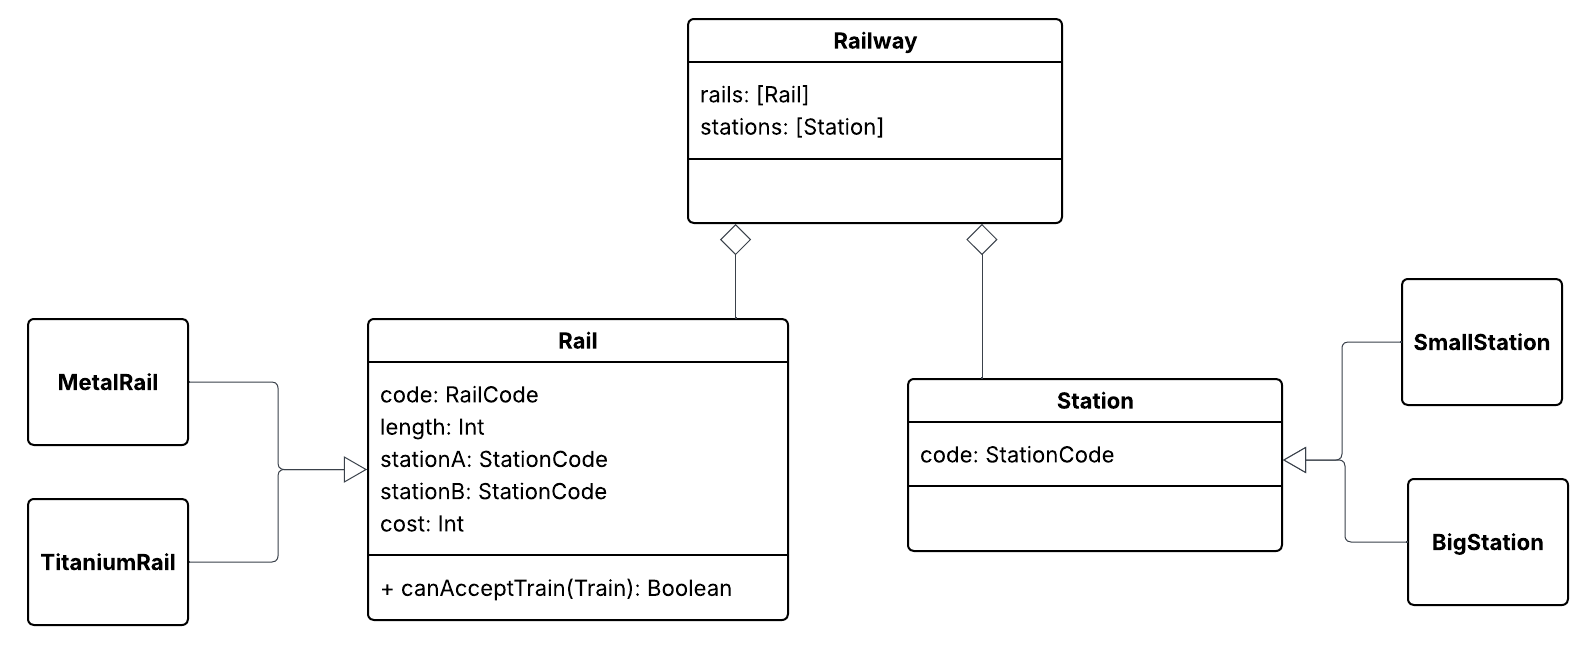 Railway
rails: [Rail]
stations: [Station]
MetalRail
TitaniumRail
Rail
code: RailCode
length: Int
stationA: StationCode
stationB: StationCode
cost: Int
+ canAcceptTrain(Train): Boolean
Station
code: StationCode
SmallStation
BigStation